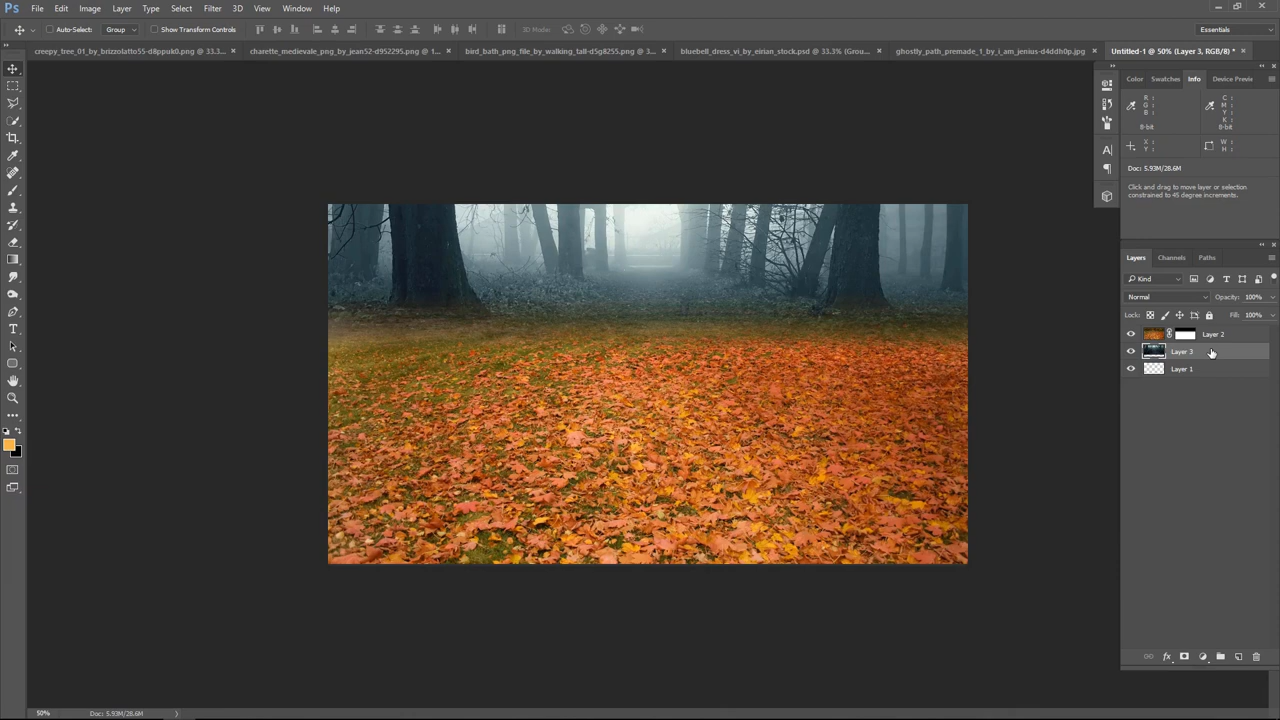 Ps File Edit Image Layer Type Select Filter 3D View Window Help
Auto-Select: Group Show Transform Controls 3D Mode: Essentials
creepy_tree_01_by_brizzolatto55-d8ppuk0.png @ 33.3... × charette_medievale_png_by_jean52-d952295.png @ 1... × bird_bath_png_file_by_walking_tall-d5g8255.png @ 3... × bluebell_dress_vi_by_eirian_stock.psd @ 33.3% (Grou... × ghostly_path_premade_1_by_i_am_jenius-d4ddh0p.jpg × Untitled-1 @ 50% (Layer 3, RGB/8) * ×
Color Swatches Info Device Previe
R : C :
G : M :
B : Y :
K :
8-bit 8-bit
X : W :
Y : H :
Doc: 5.93M/28.6M
Click and drag to move layer or selection
constrained to 45 degree increments.
Layers Channels Paths
Kind
Normal Opacity: 100%
Lock: Fill: 100%
Layer 2
Layer 3
Layer 1
fx
50% Doc: 5.93M/28.6M